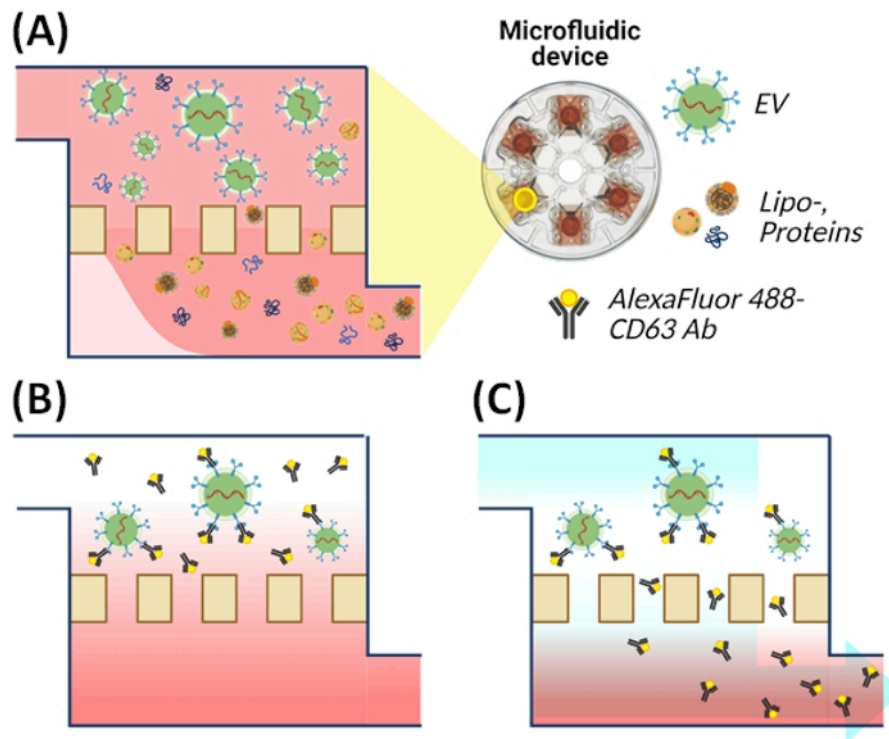 (A)
Microfluidic
device
EV
Lipo-,
Proteins
AlexaFluor 488-
CD63 Ab
(B)
(C)